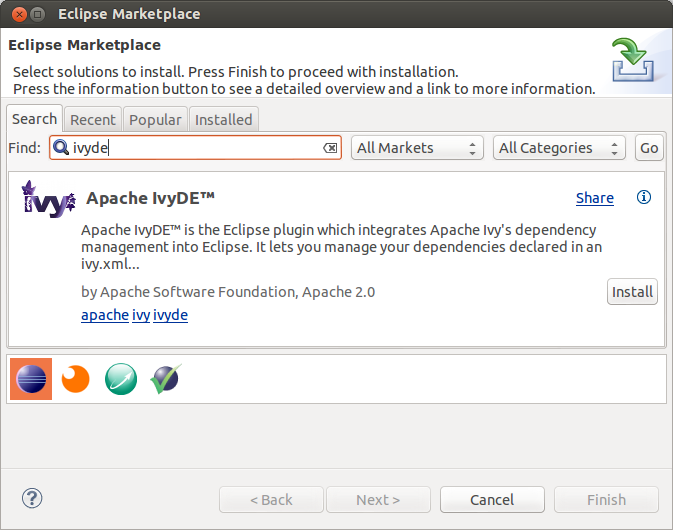 Eclipse Marketplace
Eclipse Marketplace
Select solutions to install. Press Finish to proceed with installation.
Press the information button to see a detailed overview and a link to more information.
Search Recent Popular Installed
Find: ivyde All Markets All Categories Go
ivy Apache IvyDE™ Share
Apache IvyDE™ is the Eclipse plugin which integrates Apache Ivy's dependency
management into Eclipse. It lets you manage your dependencies declared in an
ivy.xml...
by Apache Software Foundation, Apache 2.0 Install
apache ivy ivyde
? < Back Next > Cancel Finish